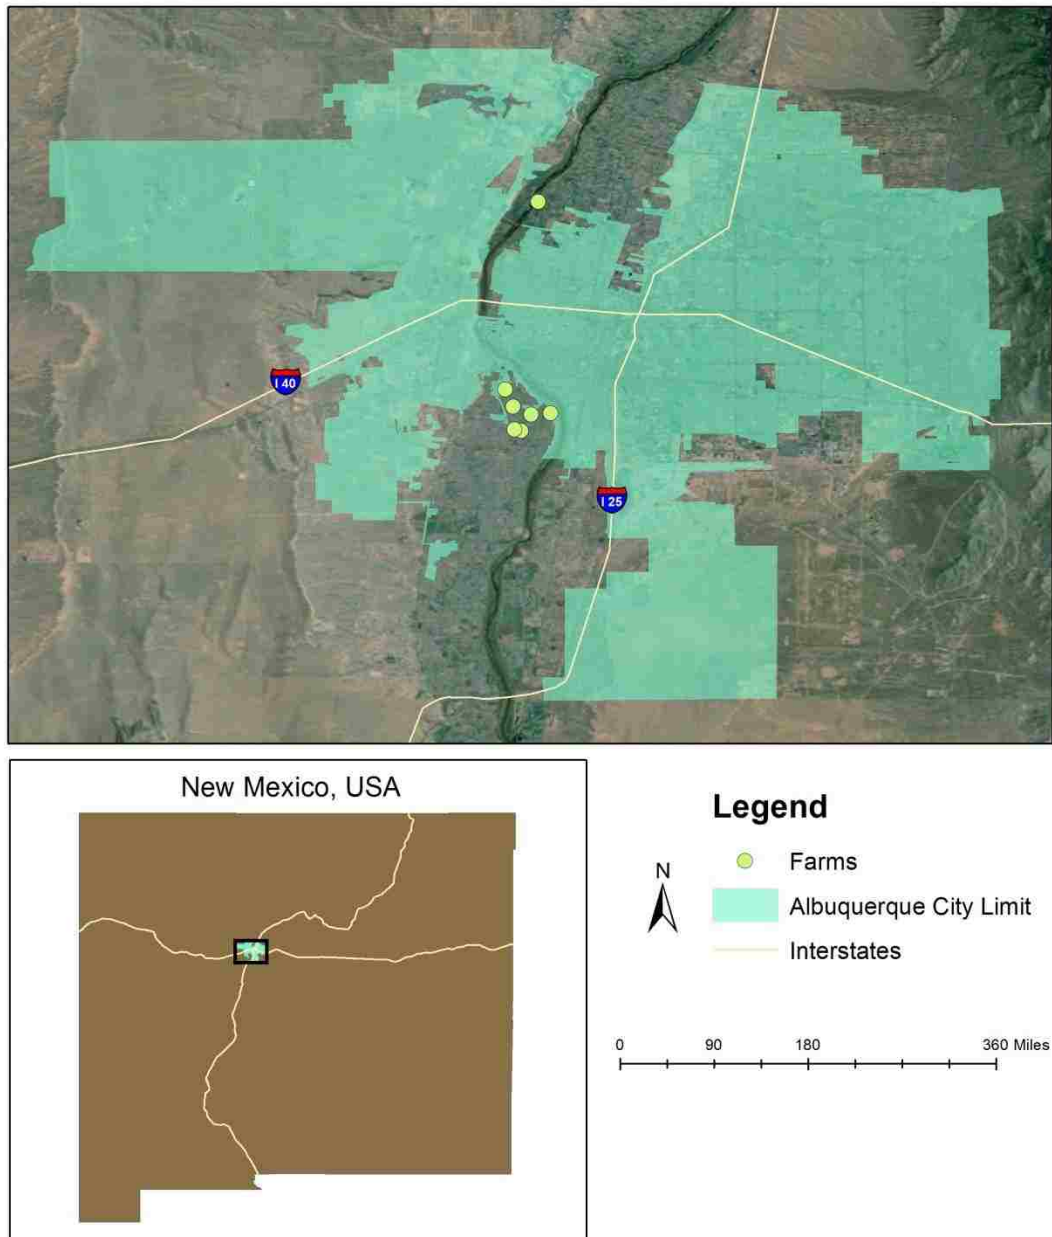 I 40
I 25
New Mexico, USA
Legend
N
Farms
Albuquerque City Limit
Interstates
0 90 180 360 Miles